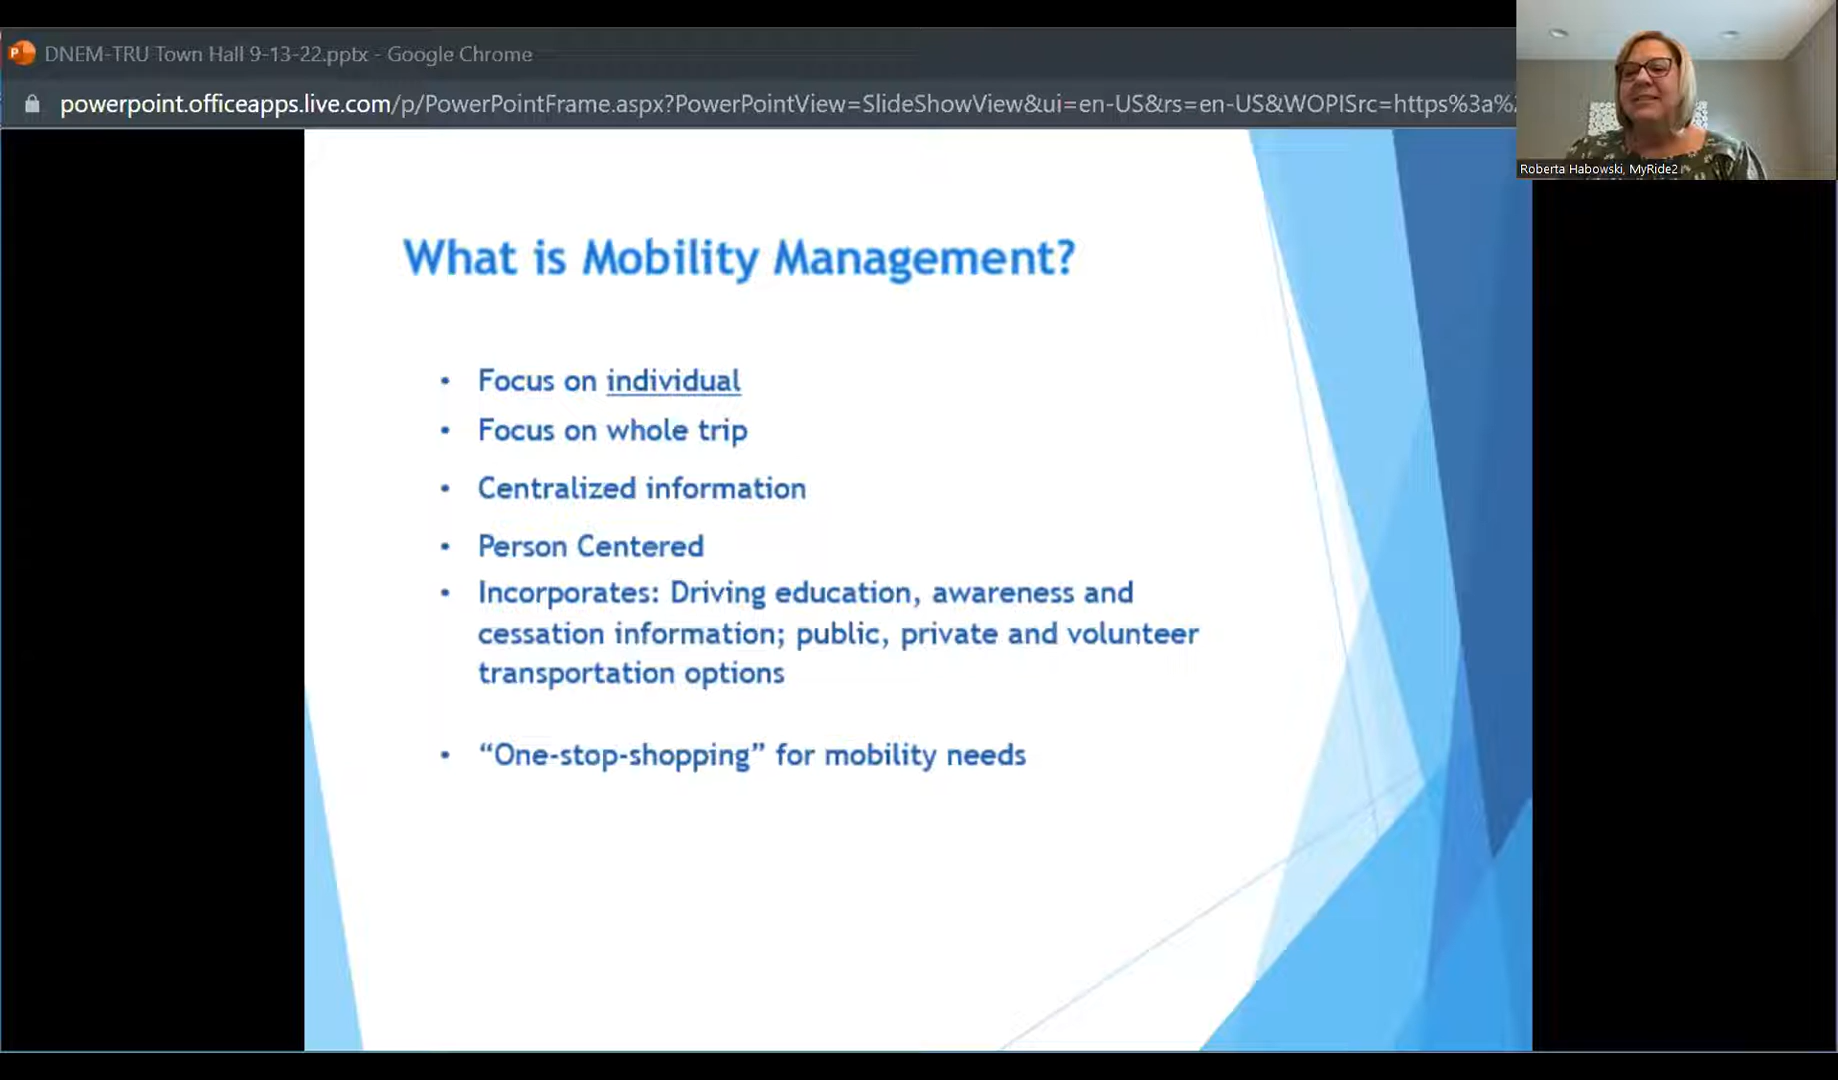 DNEM-TRU Town Hall 9-13-22.pptx - Google Chrome
powerpoint.officeapps.live.com/p/PowerPointFrame.aspx?PowerPointView=SlideShowView&ui=en-US&rs=en-US&WOPISrc=https%3a%2
Roberta Habowski, MyRide2
What is Mobility Management?
• Focus on individual
• Focus on whole trip
• Centralized information
• Person Centered
• Incorporates: Driving education, awareness and
cessation information; public, private and volunteer
transportation options
• “One-stop-shopping” for mobility needs